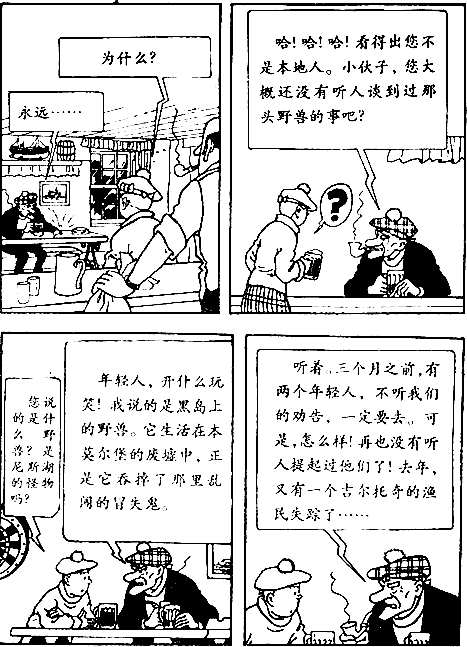 为什么?
永远……
哈! 哈! 哈! 看得出您不
是本地人。小伙子，您大
概还没有听人谈到过那
头野兽的事吧?
?
您说
的是什
么野
兽? 是
尼斯湖
的怪物
吗?
年轻人，开什么玩
笑! 我说的是黑岛上
的野兽。它生活在本
莫尔堡的废墟中，正
是它吞掉了那里乱
闯的冒失鬼。
听着。三个月之前，有
两个年轻人，不听我们
的劝告，一定要去。可
是，怎么样! 再也没有听
人提起过他们了! 去年，
又有一个吉尔托奇的渔
民失踪了……